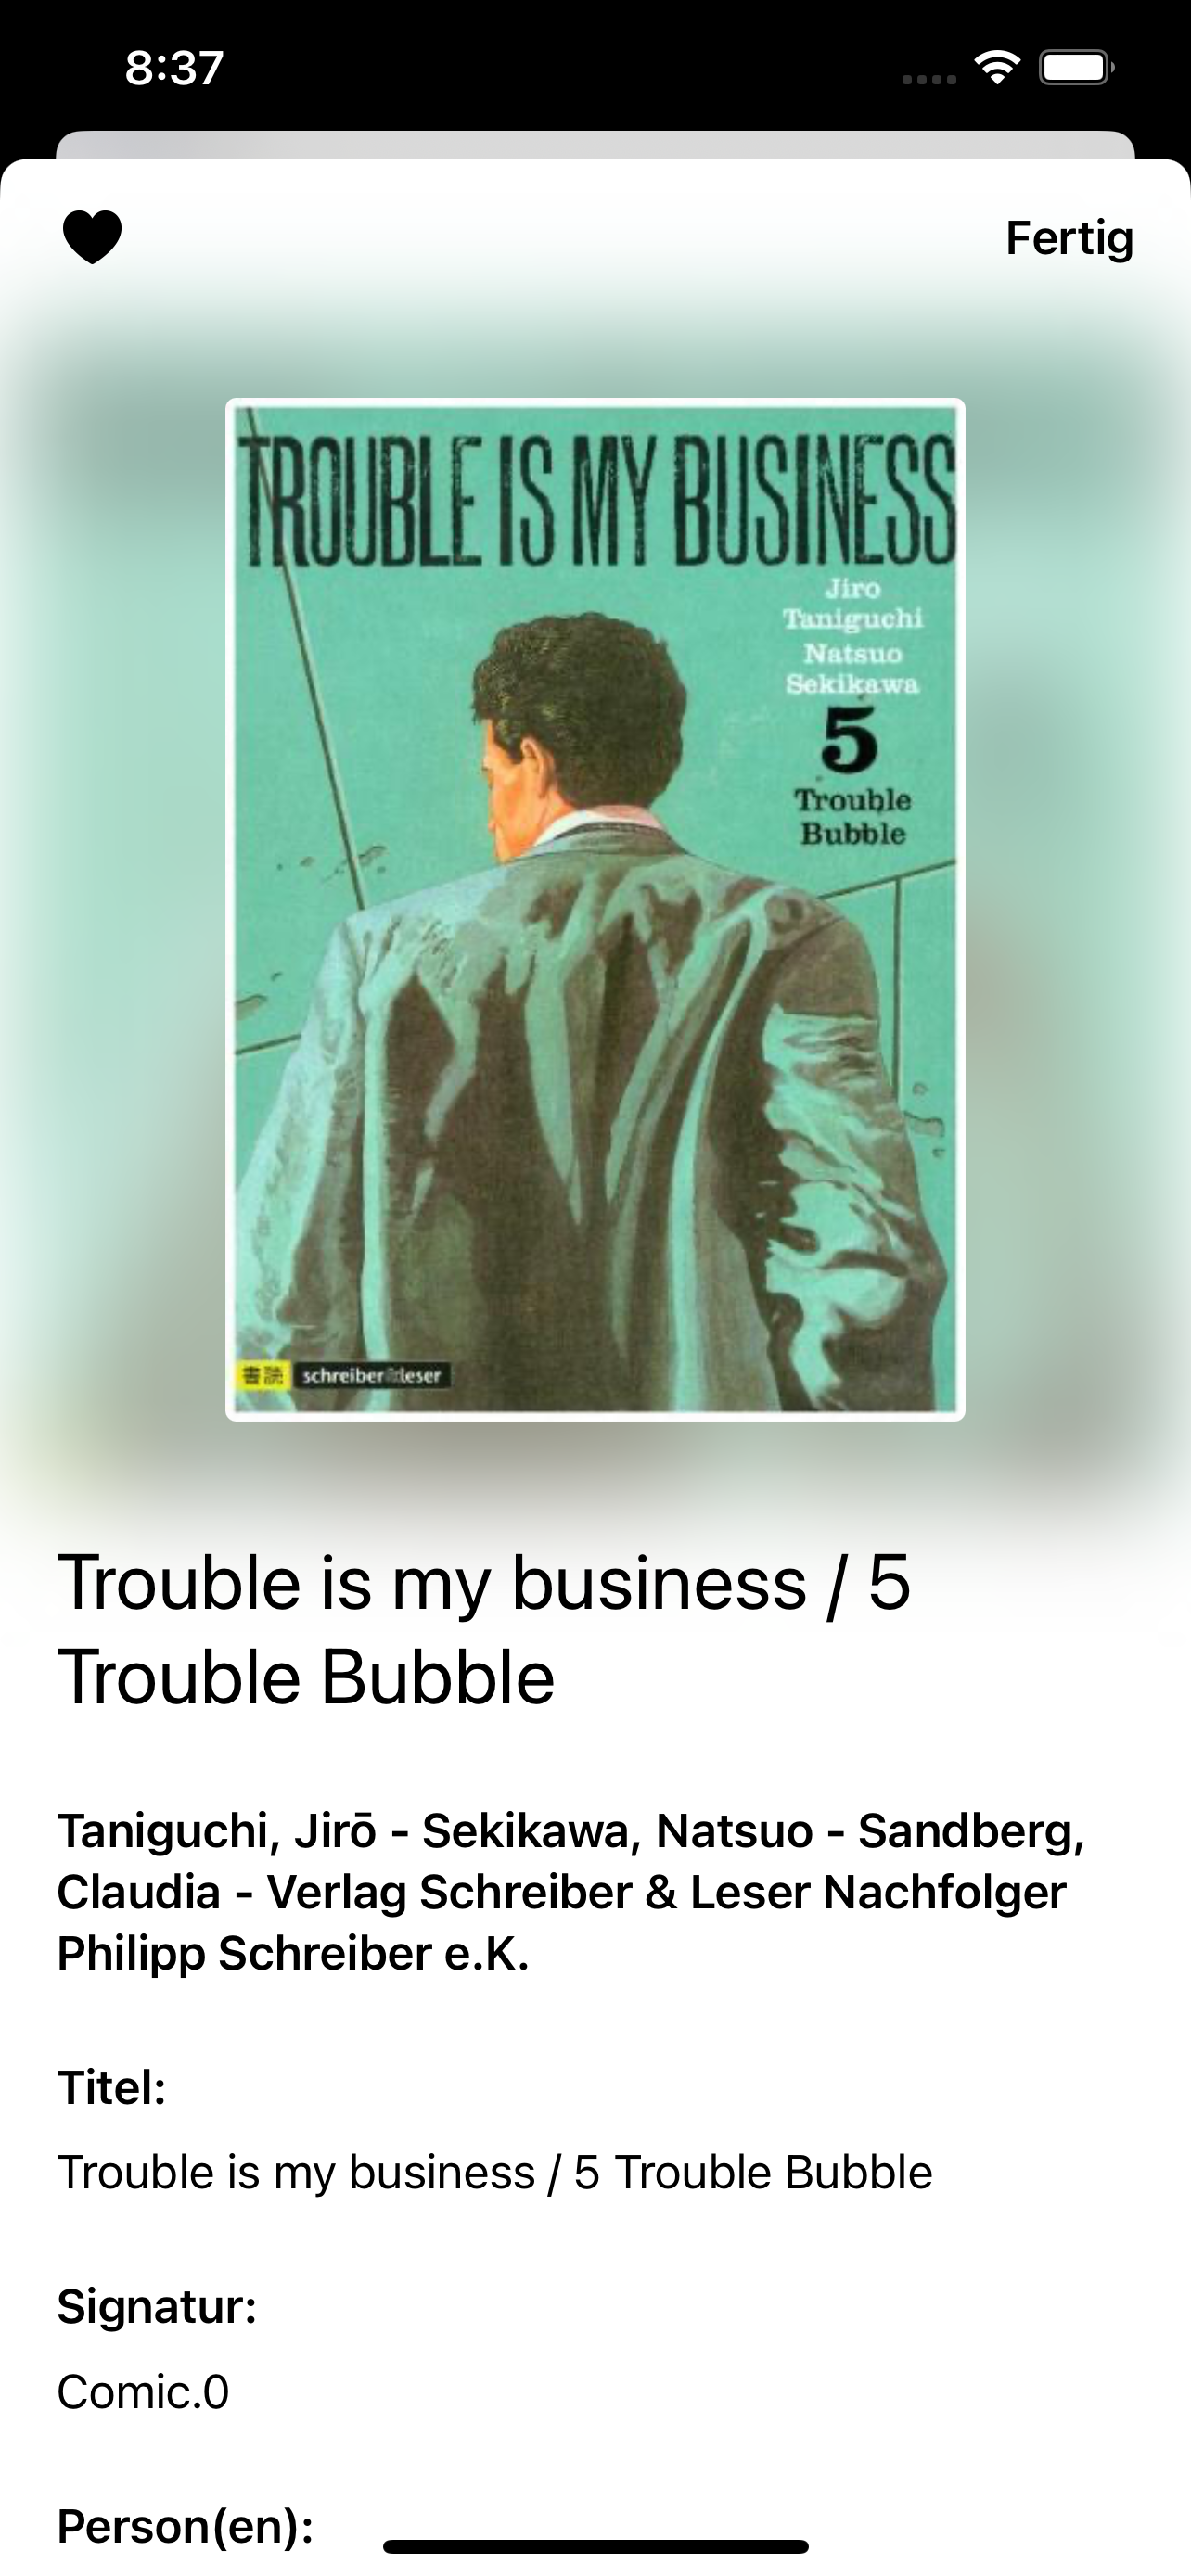 8:37
Fertig
TROUBLE IS MY BUSINESS
Jiro
Taniguchi
Natsuo
Sekikawa
5
Trouble
Bubble
書読 schreiber&leser
Trouble is my business / 5
Trouble Bubble
Taniguchi, Jirō - Sekikawa, Natsuo - Sandberg,
Claudia - Verlag Schreiber & Leser Nachfolger
Philipp Schreiber e.K.
Titel:
Trouble is my business / 5 Trouble Bubble
Signatur:
Comic.0
Person(en):